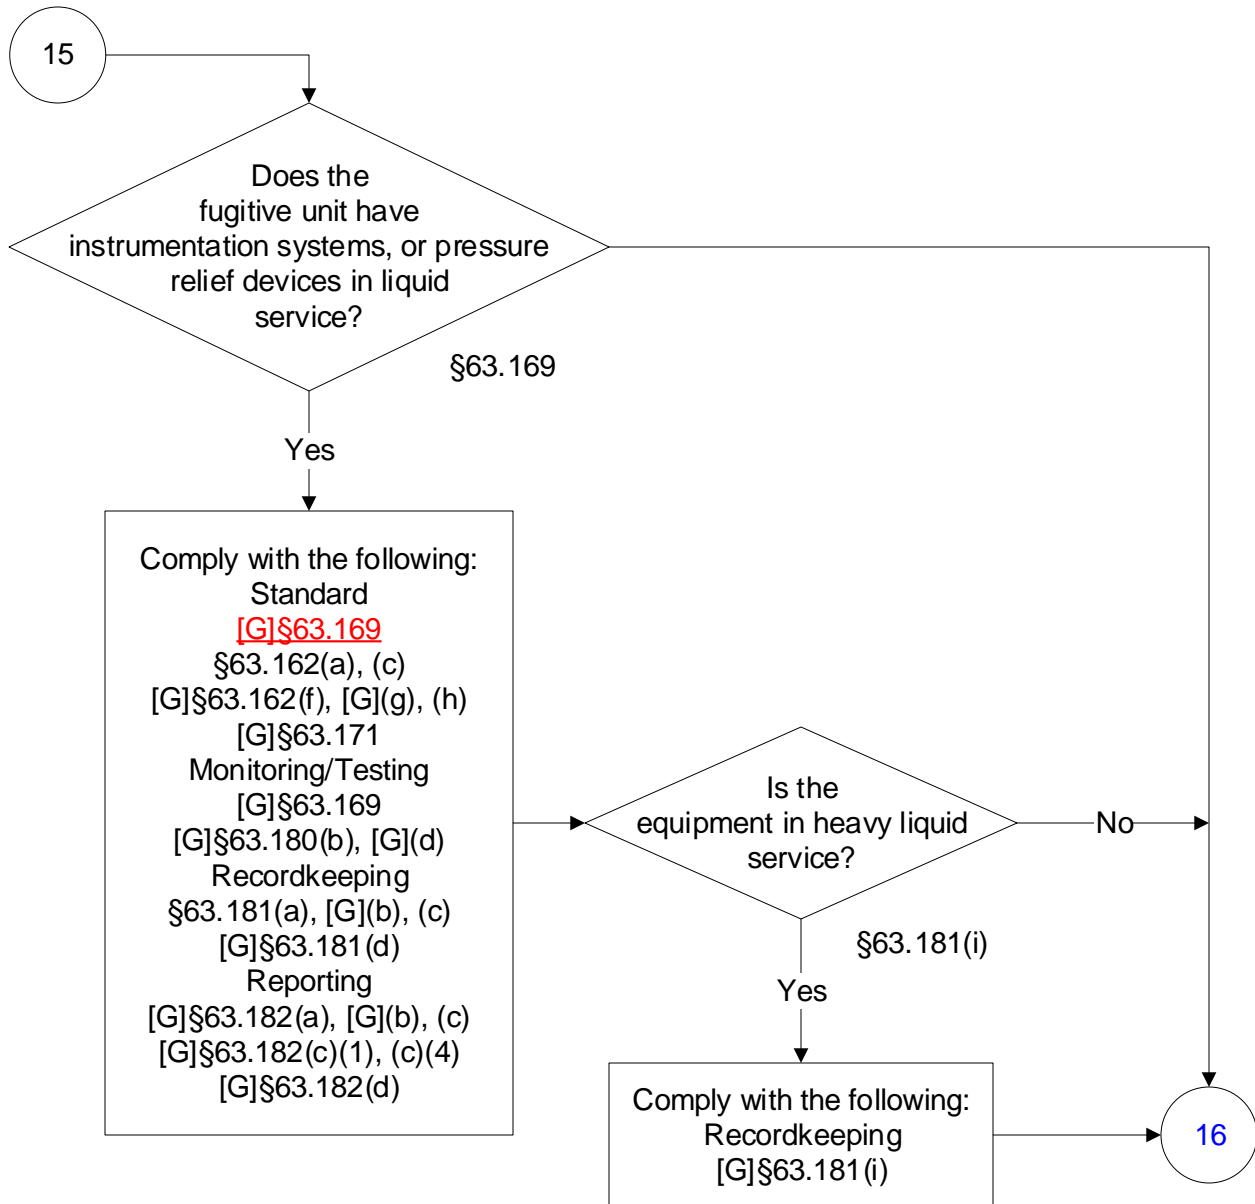 15
Does the
fugitive unit have
instrumentation systems, or pressure
relief devices in liquid
service?
§63.169
Yes
Comply with the following:
Standard
[G]§63.169
§63.162(a), (c)
[G]§63.162(f), [G](g), (h)
[G]§63.171
Monitoring/Testing
[G]§63.169
[G]§63.180(b), [G](d)
Recordkeeping
§63.181(a), [G](b), (c)
[G]§63.181(d)
Reporting
[G]§63.182(a), [G](b), (c)
[G]§63.182(c)(1), (c)(4)
[G]§63.182(d)
Is the
equipment in heavy liquid
service?
No
§63.181(i)
Yes
Comply with the following:
Recordkeeping
[G]§63.181(i)
16